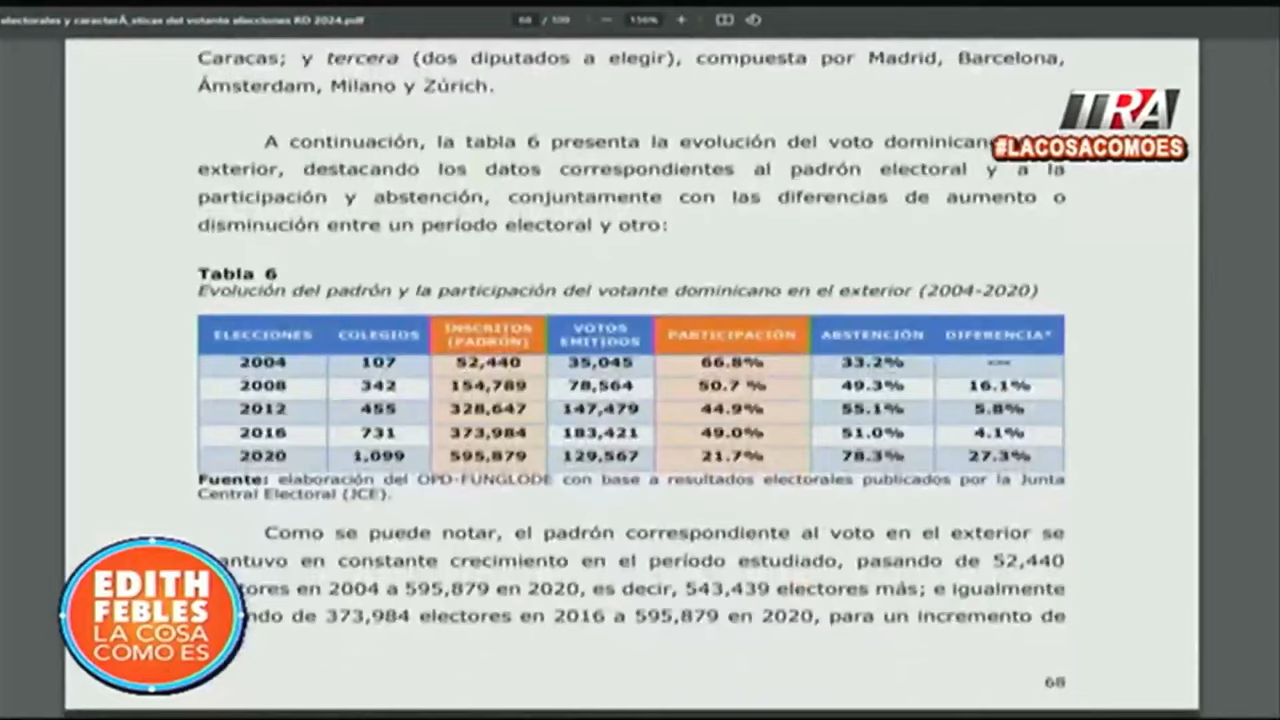 electorales y caracterÃ_sticas del votante elecciones RD 2024.pdf
68 / 109
156%
Caracas; y tercera (dos diputados a elegir), compuesta por Madrid, Barcelona,
Ámsterdam, Milano y Zúrich.
TRA
#LACOSACOMOES
A continuación, la tabla 6 presenta la evolución del voto dominicano
exterior, destacando los datos correspondientes al padrón electoral y a la
participación y abstención, conjuntamente con las diferencias de aumento o
disminución entre un período electoral y otro:
Tabla 6
Evolución del padrón y la participación del votante dominicano en el exterior (2004-2020)
ELECCIONES COLEGIOS INSCRITOS (PADRÓN) VOTOS EMITIDOS PARTICIPACIÓN ABSTENCIÓN DIFERENCIA*
2004 107 52,440 35,045 66.8% 33.2% ---
2008 342 154,789 78,564 50.7 % 49.3% 16.1%
2012 455 328,647 147,479 44.9% 55.1% 5.8%
2016 731 373,984 183,421 49.0% 51.0% 4.1%
2020 1,099 595,879 129,567 21.7% 78.3% 27.3%
Fuente: elaboración del OPD-FUNGLODE con base a resultados electorales publicados por la Junta
Central Electoral (JCE).
Como se puede notar, el padrón correspondiente al voto en el exterior se
antuvo en constante crecimiento en el período estudiado, pasando de 52,440
tores en 2004 a 595,879 en 2020, es decir, 543,439 electores más; e igualmente
ndo de 373,984 electores en 2016 a 595,879 en 2020, para un incremento de
EDITH
FEBLES
LA COSA
COMO ES
68